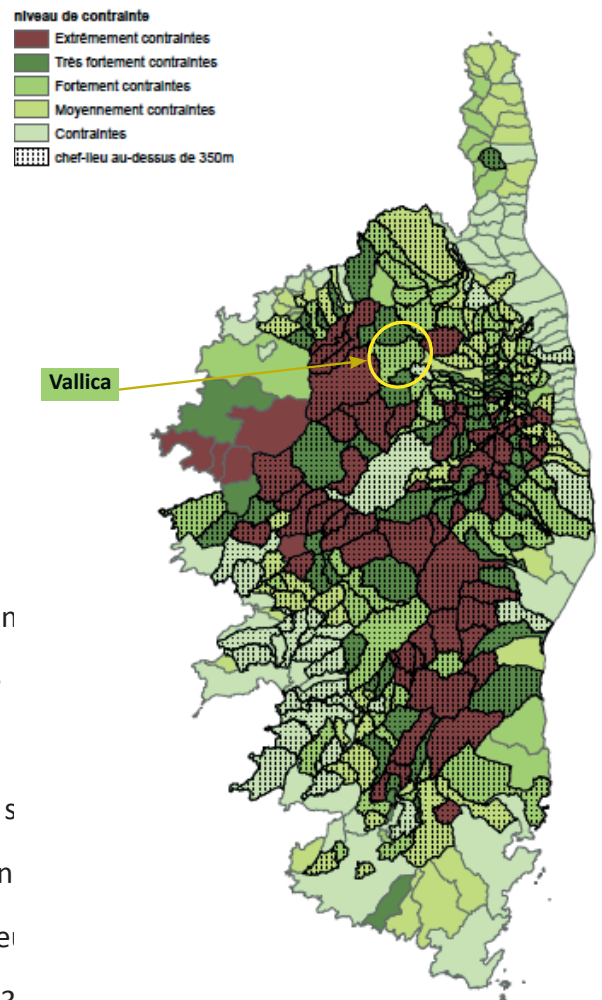 niveau de contrainte
Extrêmement contraintes
Très fortement contraintes
Fortement contraintes
Moyennement contraintes
Contraintes
chef-lieu au-dessus de 350m
Vallica
n
s
n